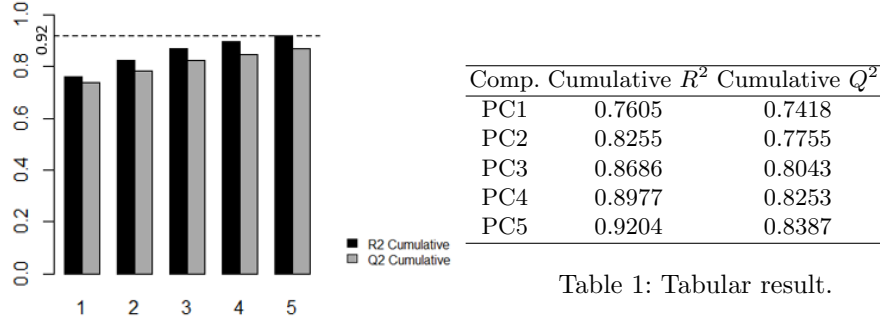 1.0
0.92
0.8
0.6
0.4
0.2
0.0
1 2 3 4 5
R2 Cumulative
Q2 Cumulative
Comp. Cumulative R² Cumulative Q²
PC1 0.7605 0.7418
PC2 0.8255 0.7755
PC3 0.8686 0.8043
PC4 0.8977 0.8253
PC5 0.9204 0.8387
Table 1: Tabular result.